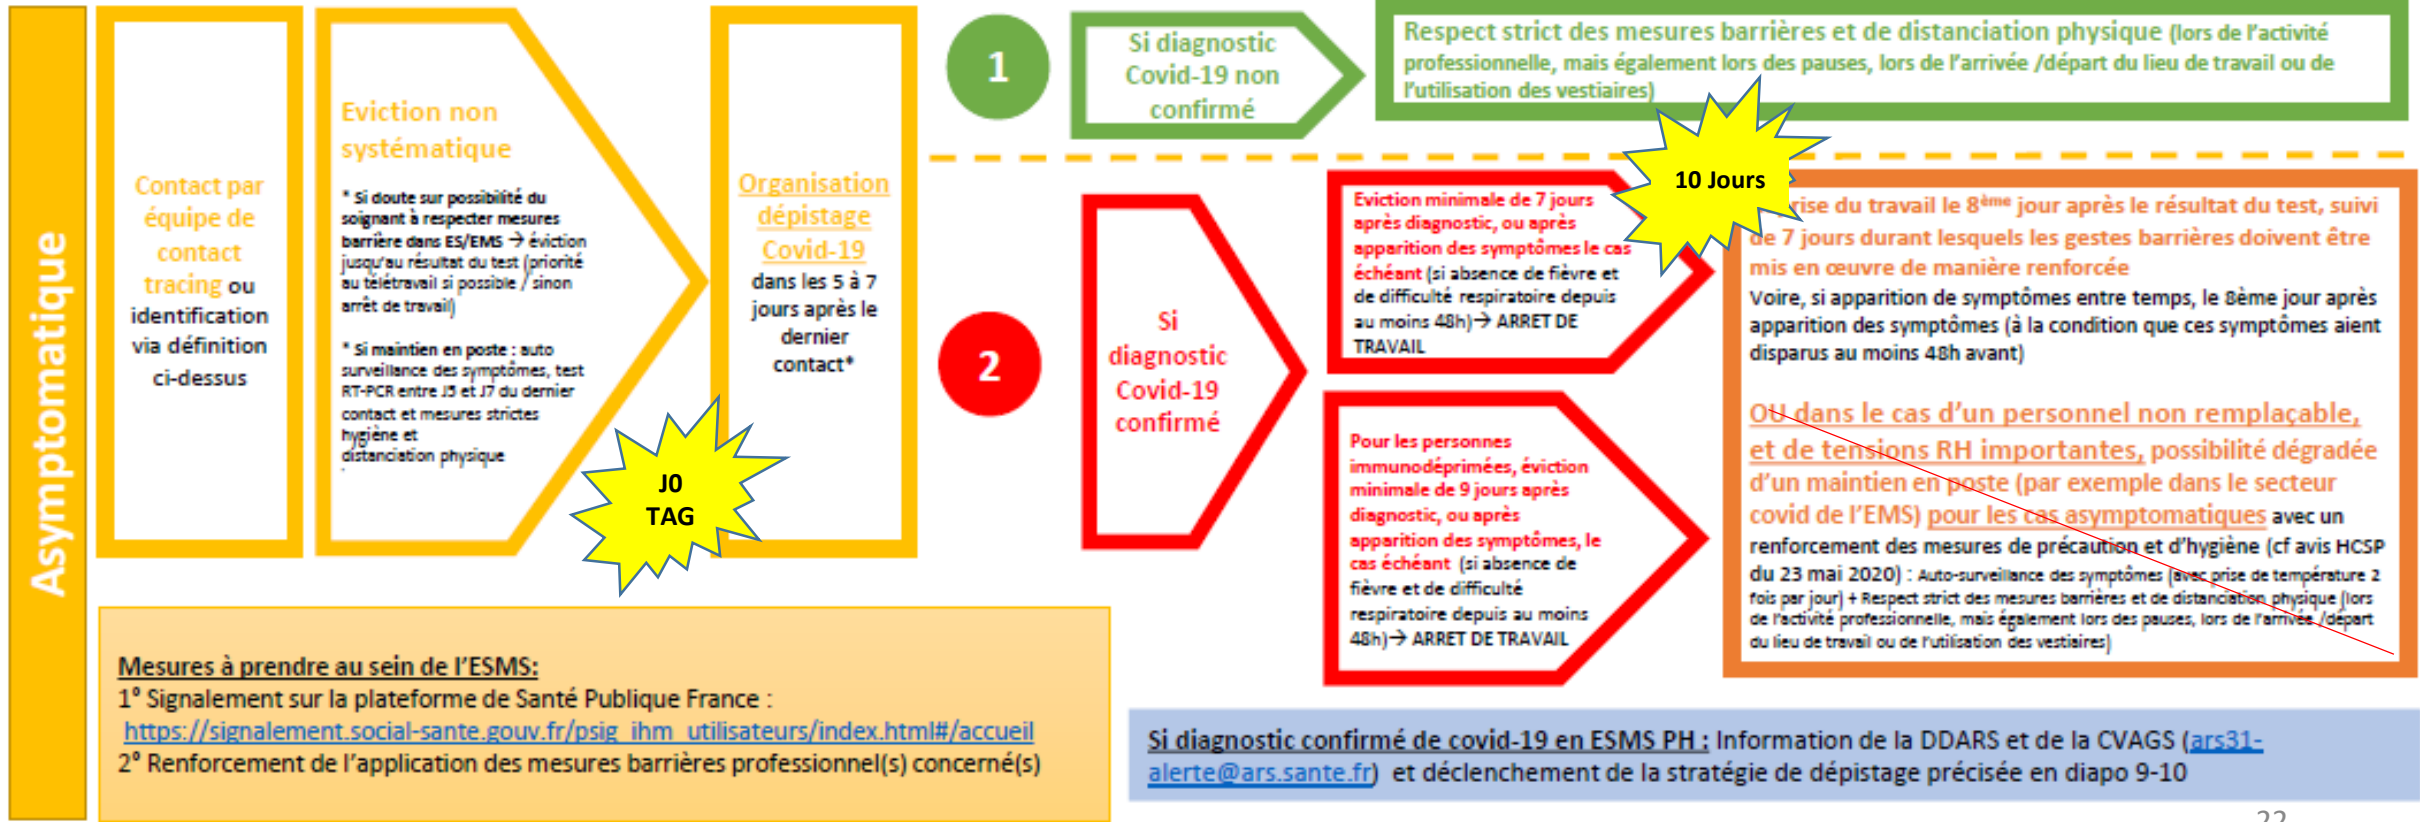 Asymptomatique
Contact par
équipe de
contact
tracing ou
identification
via définition
ci-dessus
Eviction non
systématique
* Si doute sur possibilité du
soignant à respecter mesures
barrière dans ES/EMS → éviction
jusqu'au résultat du test (priorité
au télétravail si possible / sinon
arrêt de travail)
* Si maintien en poste : auto
surveillance des symptômes, test
RT-PCR entre J5 et J7 du dernier
contact et mesures strictes
hygiène et
distanciation physique
J0
TAG
Organisation
dépistage
Covid-19
dans les 5 à 7
jours après le
dernier
contact*
1
Si diagnostic
Covid-19 non
confirmé
Respect strict des mesures barrières et de distanciation physique (lors de l'activité
professionnelle, mais également lors des pauses, lors de l'arrivée /départ du lieu de travail ou de
l'utilisation des vestiaires)
2
Si
diagnostic
Covid-19
confirmé
Eviction minimale de 7 jours
après diagnostic, ou après
apparition des symptômes le cas
échéant (si absence de fièvre et
de difficulté respiratoire depuis
au moins 48h)→ ARRET DE
TRAVAIL
10 Jours
Pour les personnes
immunodéprimées, éviction
minimale de 9 jours après
diagnostic, ou après
apparition des symptômes, le
cas échéant (si absence de
fièvre et de difficulté
respiratoire depuis au moins
48h)→ ARRET DE TRAVAIL
rise du travail le 8ème jour après le résultat du test, suivi
de 7 jours durant lesquels les gestes barrières doivent être
mis en œuvre de manière renforcée
Voire, si apparition de symptômes entre temps, le 8ème jour après
apparition des symptômes (à la condition que ces symptômes aient
disparus au moins 48h avant)
OU dans le cas d'un personnel non remplaçable,
et de tensions RH importantes, possibilité dégradée
d'un maintien en poste (par exemple dans le secteur
covid de l'EMS) pour les cas asymptomatiques avec un
renforcement des mesures de précaution et d'hygiène (cf avis HCSP
du 23 mai 2020) : Auto-surveillance des symptômes (avec prise de température 2
fois par jour) + Respect strict des mesures barrières et de distanciation physique (lors
de l'activité professionnelle, mais également lors des pauses, lors de l'arrivée /départ
du lieu de travail ou de l'utilisation des vestiaires)
Mesures à prendre au sein de l'ESMS:
1° Signalement sur la plateforme de Santé Publique France :
https://signalement.social-sante.gouv.fr/psig_ihm_utilisateurs/index.html#/accueil
2° Renforcement de l'application des mesures barrières professionnel(s) concerné(s)
Si diagnostic confirmé de covid-19 en ESMS PH : Information de la DDARS et de la CVAGS (ars31-
alerte@ars.sante.fr) et déclenchement de la stratégie de dépistage précisée en diapo 9-10
22